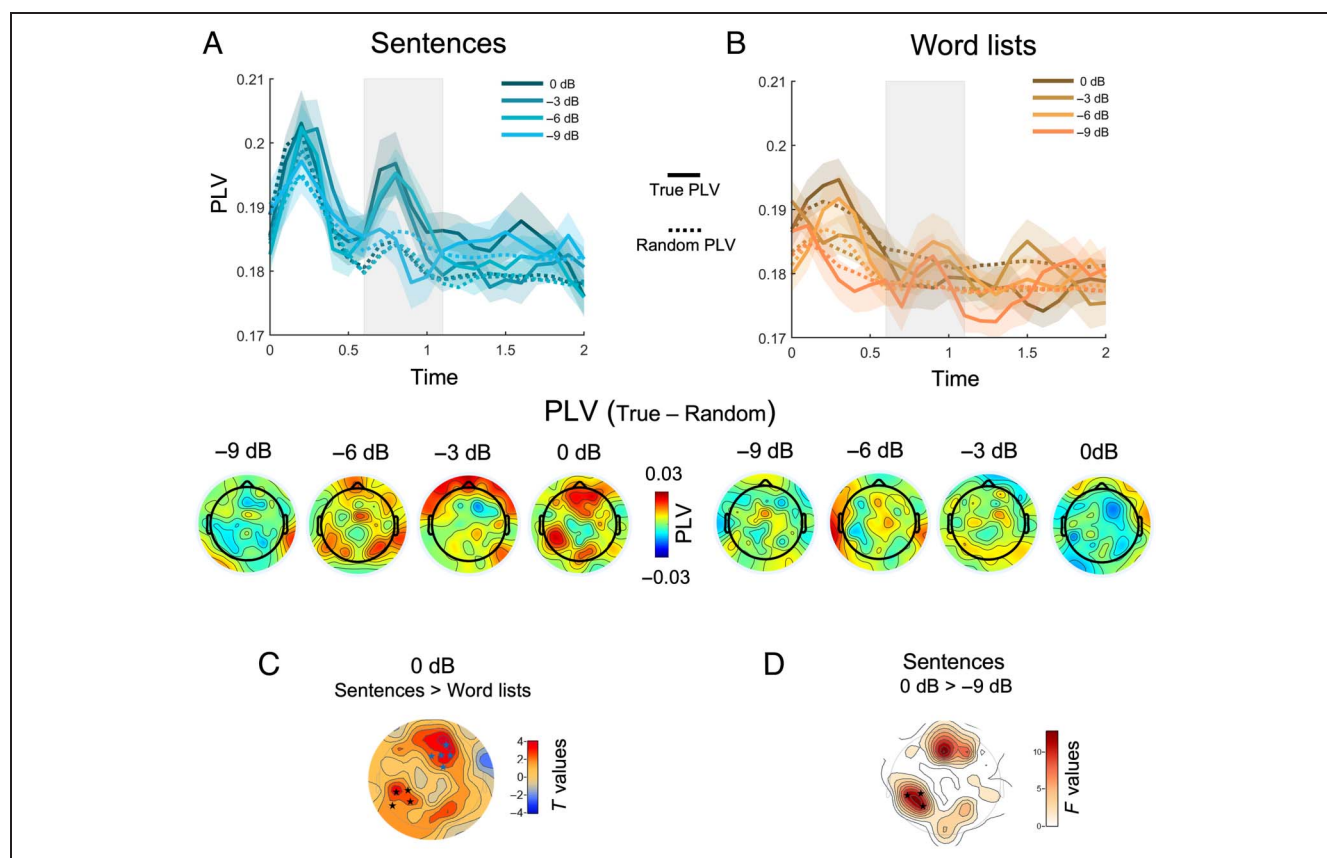 A
Sentences
0.21
0.2
0.19
0.18
0.17
PLV
0 dB
−3 dB
−6 dB
−9 dB
0
0.5
1
1.5
2
Time
True PLV
Random PLV
B
Word lists
0.21
0.2
0.19
0.18
0.17
0 dB
−3 dB
−6 dB
−9 dB
0
0.5
1
1.5
2
Time
PLV (True – Random)
−9 dB
−6 dB
−3 dB
0 dB
0.03
PLV
−0.03
−9 dB
−6 dB
−3 dB
0dB
C
0 dB
Sentences > Word lists
4
2
0
−2
−4
T values
D
Sentences
0 dB > −9 dB
10
5
0
F values